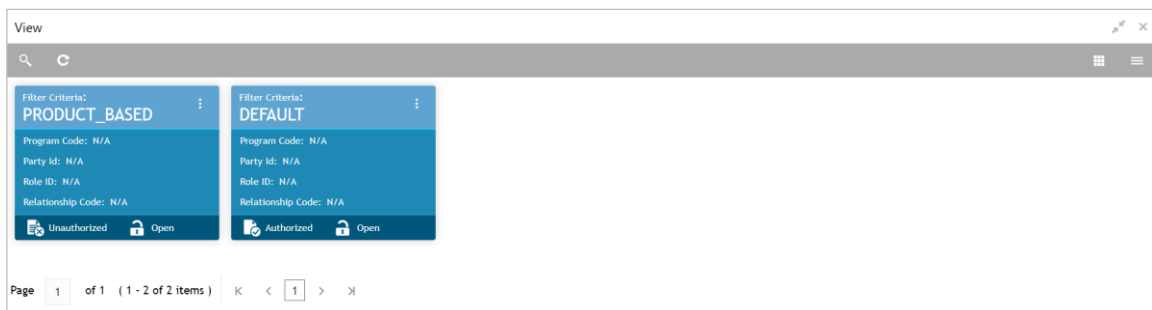 View
Filter Criteria:
PRODUCT_BASED
Program Code: N/A
Party Id: N/A
Role ID: N/A
Relationship Code: N/A
Unauthorized Open
Filter Criteria:
DEFAULT
Program Code: N/A
Party Id: N/A
Role ID: N/A
Relationship Code: N/A
Authorized Open
Page 1 of 1 ( 1 - 2 of 2 items ) 1